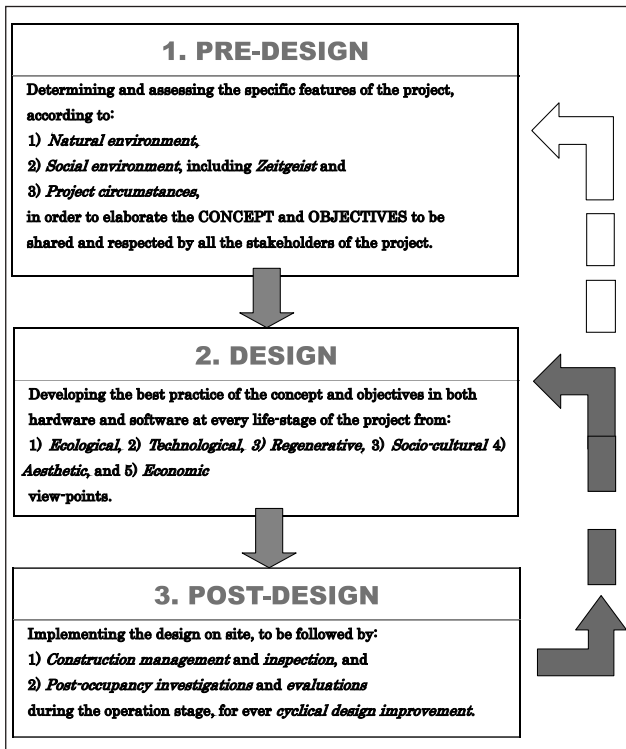 1. PRE-DESIGN
Determining and assessing the specific features of the project,
according to:
1) Natural environment,
2) Social environment, including Zeitgeist and
3) Project circumstances,
in order to elaborate the CONCEPT and OBJECTIVES to be
shared and respected by all the stakeholders of the project.
2. DESIGN
Developing the best practice of the concept and objectives in both
hardware and software at every life-stage of the project from:
1) Ecological, 2) Technological, 3) Regenerative, 3) Socio-cultural 4)
Aesthetic, and 5) Economic
view-points.
3. POST-DESIGN
Implementing the design on site, to be followed by:
1) Construction management and inspection, and
2) Post-occupancy investigations and evaluations
during the operation stage, for ever cyclical design improvement.